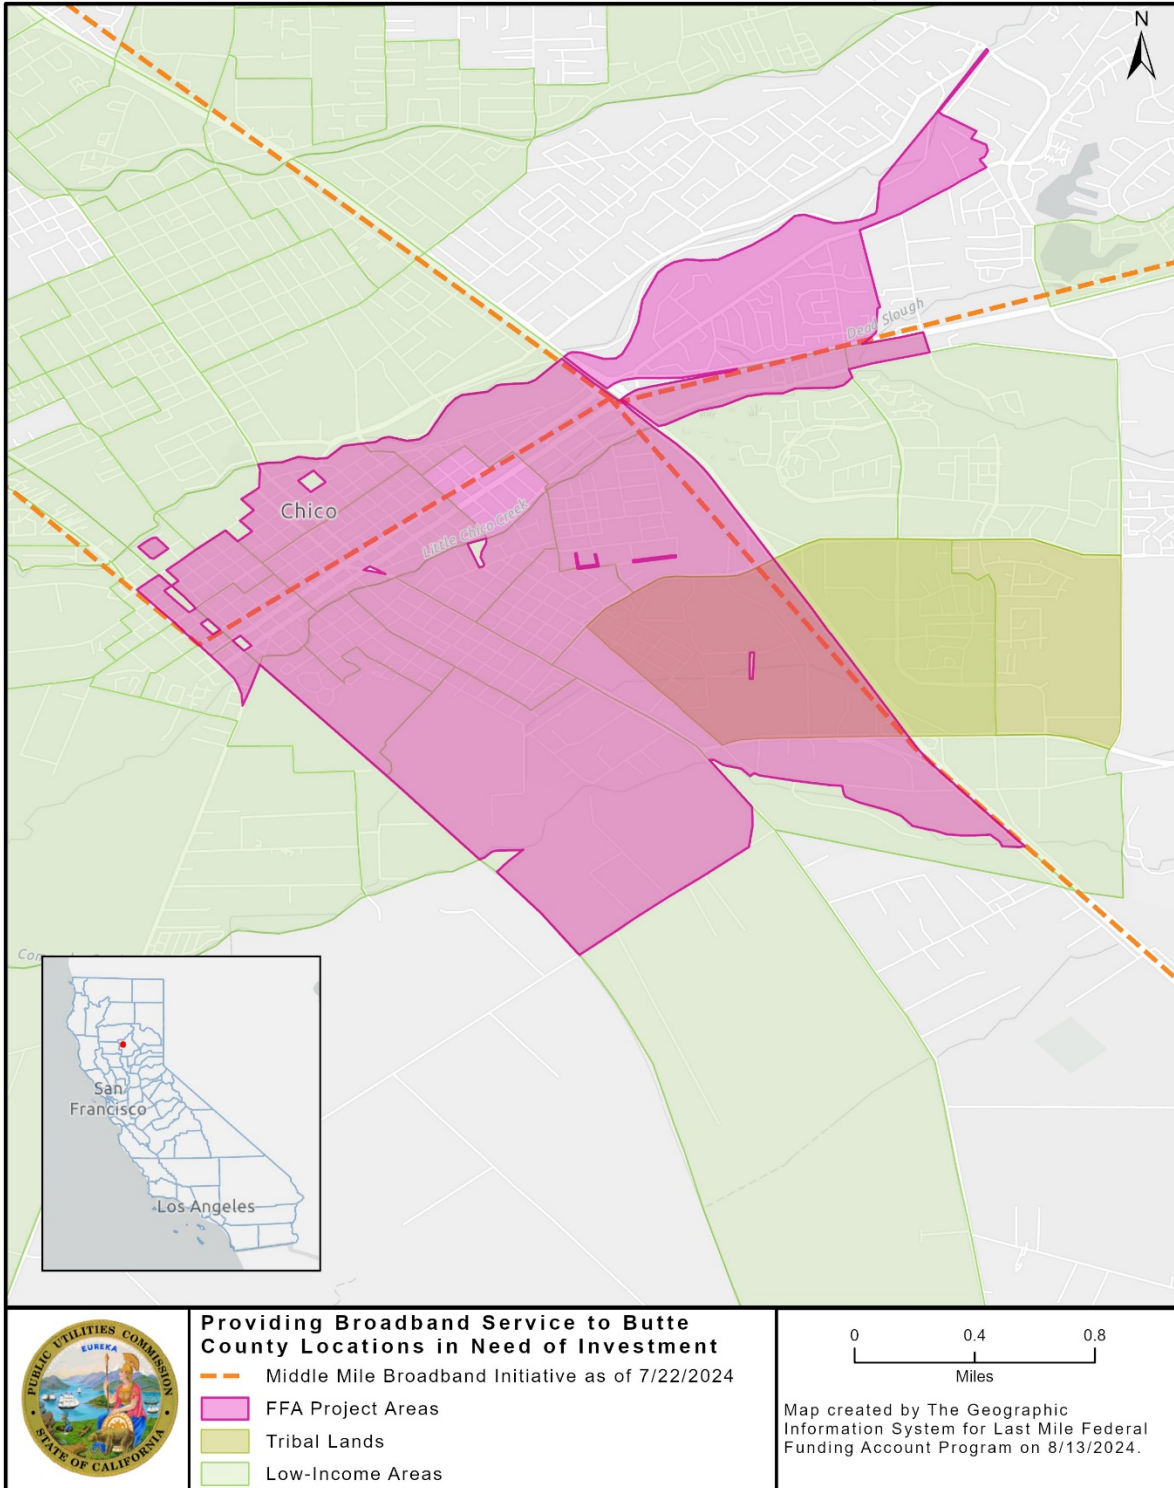 N
Dead Slough
Chico
Little Chico Creek
San
Francisco
Los Angeles
PUBLIC UTILITIES COMMISSION
EUREKA
STATE OF CALIFORNIA
Providing Broadband Service to Butte
County Locations in Need of Investment
Middle Mile Broadband Initiative as of 7/22/2024
FFA Project Areas
Tribal Lands
Low-Income Areas
0 0.4 0.8
Miles
Map created by The Geographic
Information System for Last Mile Federal
Funding Account Program on 8/13/2024.